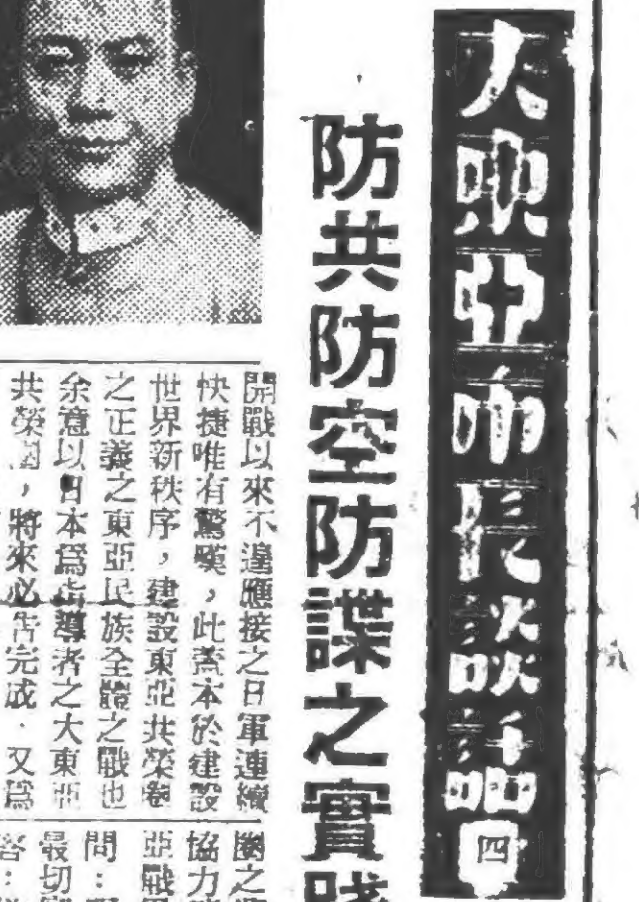 大東亞市長談話
四
防共防空防諜之實踐
開戰以來不遑應接之日軍連續
快捷唯有驚嘆，此蓋本於建設
世界新秩序，建設東亞共榮圈
之正義之東亞民族全體之戰也
余意以日本爲指導者之大東亞
共榮圈，將來必告完成．又爲
圈之
協力
亞戰
問：
最切
答：